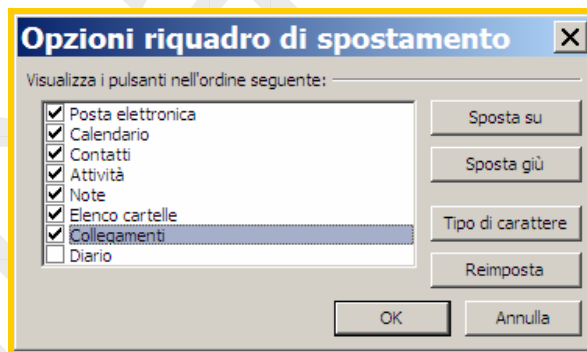 Opzioni riquadro di spostamento
Visualizza i pulsanti nell'ordine seguente:
Posta elettronica
Calendario
Contatti
Attività
Note
Elenco cartelle
Collegamenti
Diario
Sposta su
Sposta giù
Tipo di carattere
Reimposta
OK
Annulla